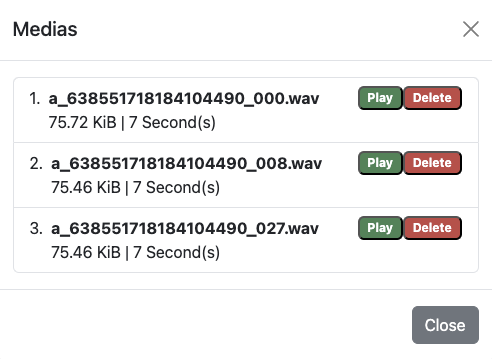 Medias
1. a_638551718184104490_000.wav Play Delete
75.72 KiB | 7 Second(s)
2. a_638551718184104490_008.wav Play Delete
75.46 KiB | 7 Second(s)
3. a_638551718184104490_027.wav Play Delete
75.46 KiB | 7 Second(s)
Close